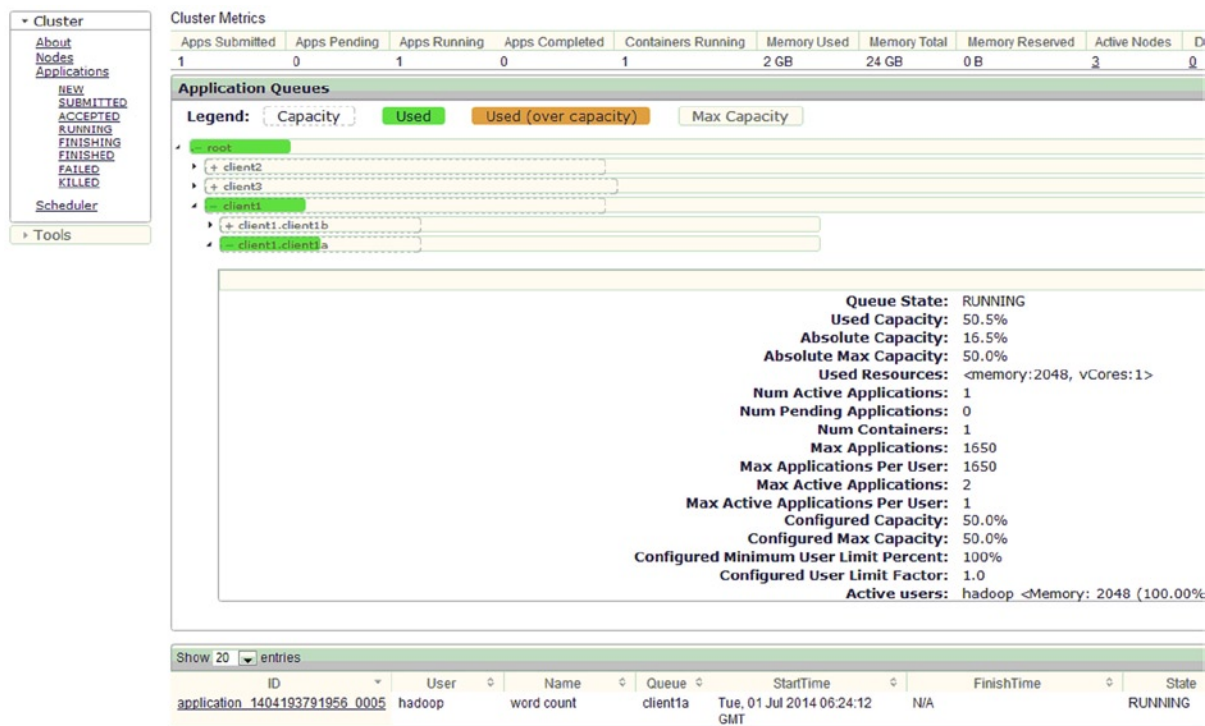 Cluster
About
Nodes
Applications
NEW
SUBMITTED
ACCEPTED
RUNNING
FINISHING
FINISHED
FAILED
KILLED
Scheduler
Tools
Cluster Metrics
Apps Submitted Apps Pending Apps Running Apps Completed Containers Running Memory Used Memory Total Memory Reserved Active Nodes D
1 0 1 0 1 2 GB 24 GB 0 B 3 0
Application Queues
Legend: Capacity Used Used (over capacity) Max Capacity
- root
+ client2
+ client3
- client1
+ client1.client1b
- client1.client1a
Queue State: RUNNING
Used Capacity: 50.5%
Absolute Capacity: 16.5%
Absolute Max Capacity: 50.0%
Used Resources: <memory:2048, vCores:1>
Num Active Applications: 1
Num Pending Applications: 0
Num Containers: 1
Max Applications: 1650
Max Applications Per User: 1650
Max Active Applications: 2
Max Active Applications Per User: 1
Configured Capacity: 50.0%
Configured Max Capacity: 50.0%
Configured Minimum User Limit Percent: 100%
Configured User Limit Factor: 1.0
Active users: hadoop <Memory: 2048 (100.00%
Show 20 entries
ID User Name Queue StartTime FinishTime State
application_1404193791956_0005 hadoop word count client1a Tue, 01 Jul 2014 06:24:12 N/A RUNNING
GMT